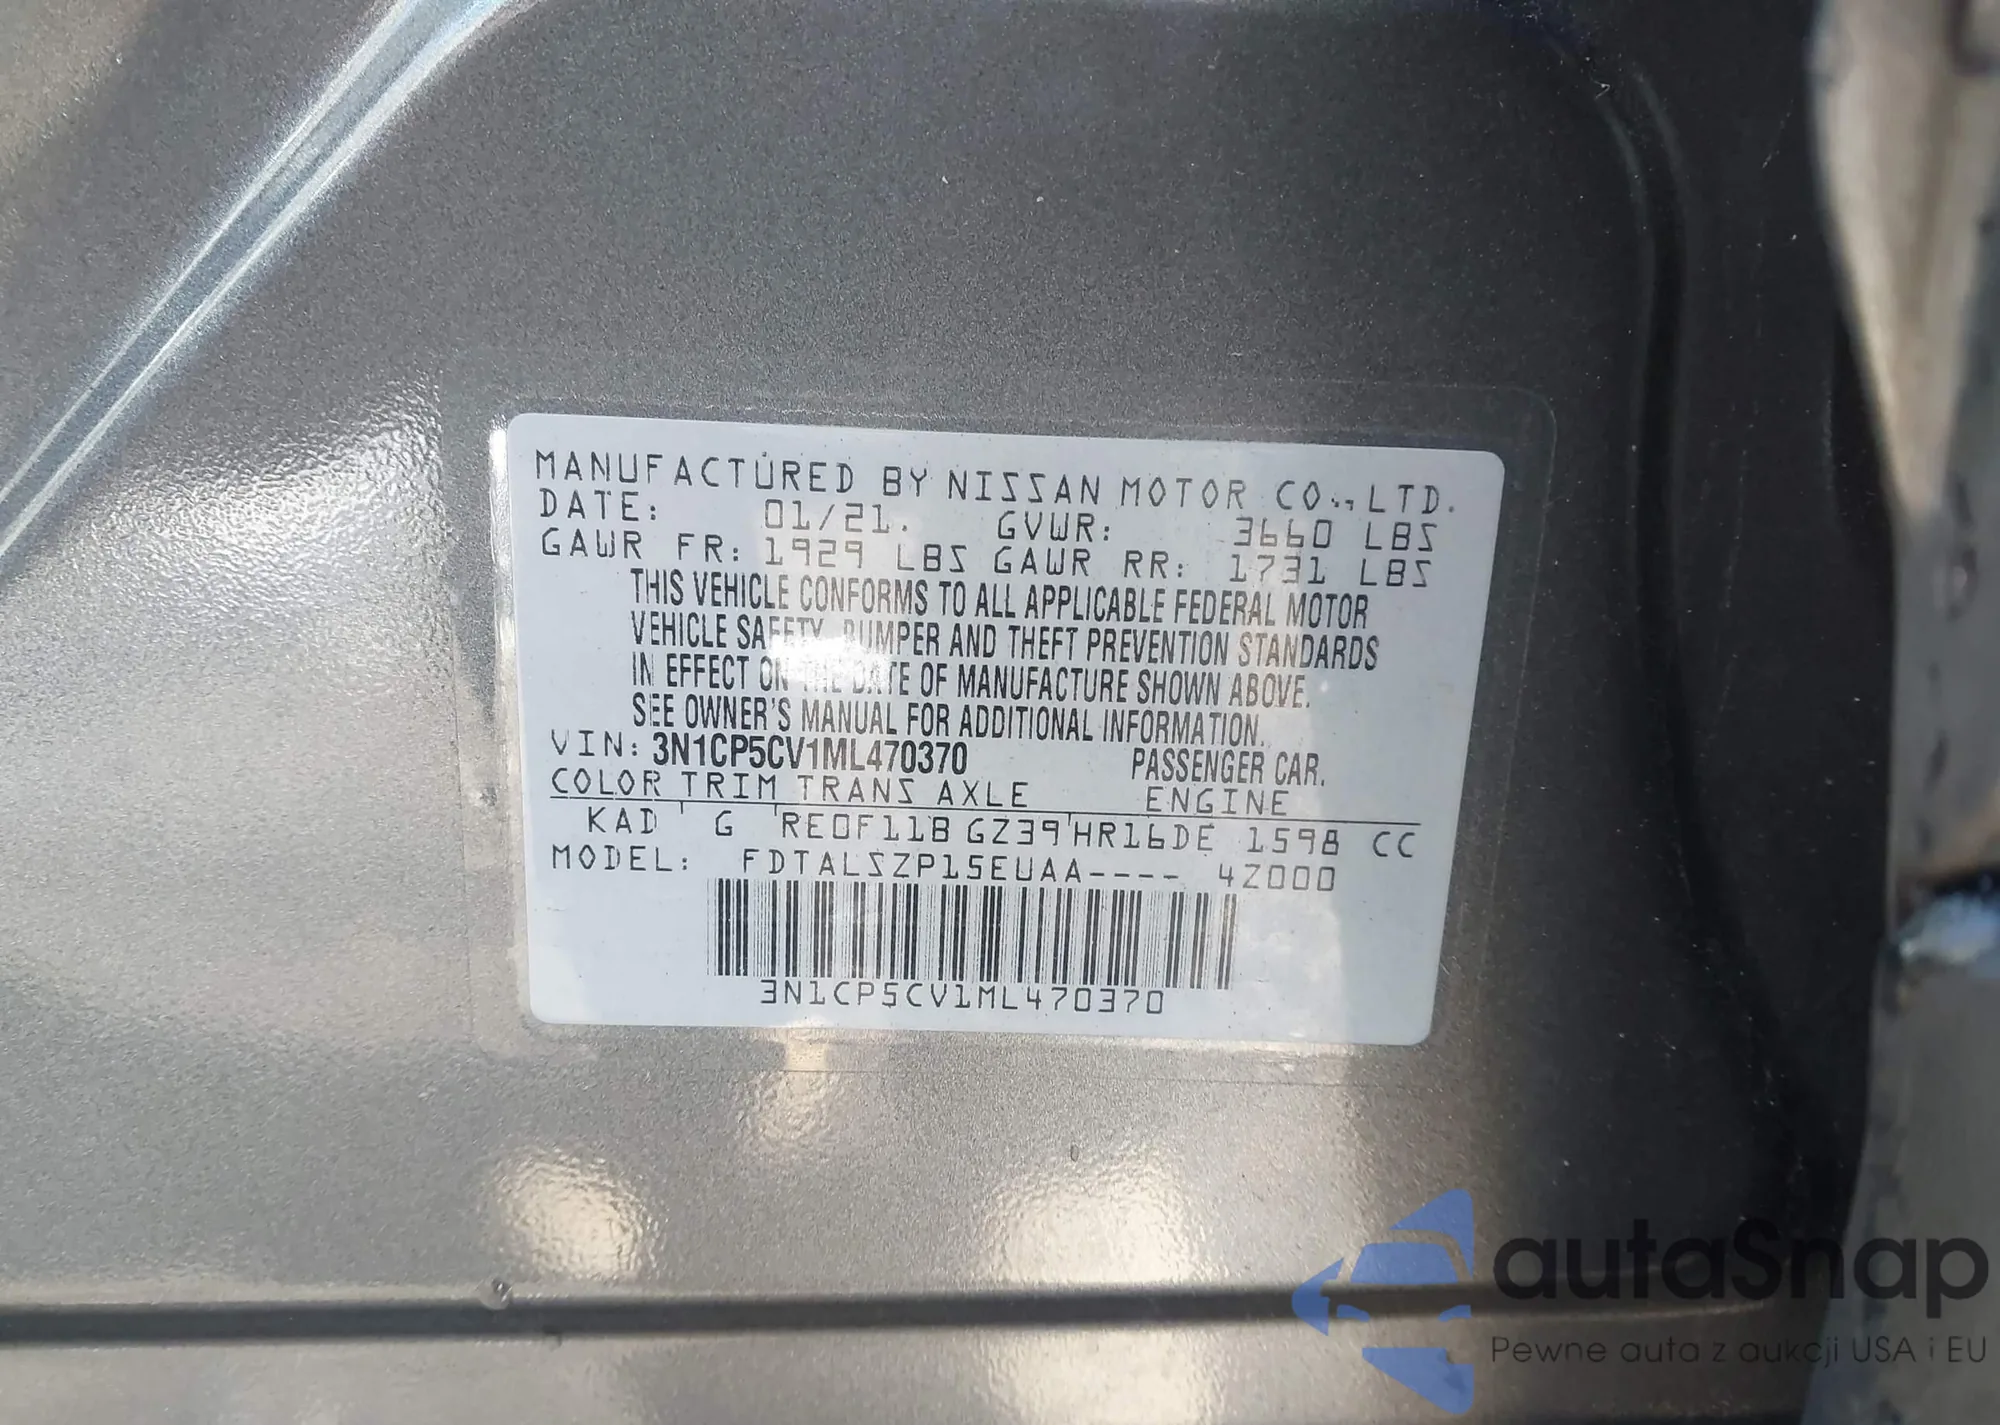 MANUFACTURED BY NISSAN MOTOR CO., LTD.
DATE: 01/21. GVWR: 3660 LBS
GAWR FR: 1929 LBS GAWR RR: 1731 LBS
THIS VEHICLE CONFORMS TO ALL APPLICABLE FEDERAL MOTOR
VEHICLE SAFETY, BUMPER AND THEFT PREVENTION STANDARDS
IN EFFECT ON THE DATE OF MANUFACTURE SHOWN ABOVE.
SEE OWNER'S MANUAL FOR ADDITIONAL INFORMATION.
VIN: 3N1CP5CV1ML470370 PASSENGER CAR.
COLOR TRIM TRANS AXLE ENGINE
KAD G RE0F11B GZ39 HR16DE 1598 CC
MODEL: FDTALSZP15EUAA---- 4Z000
3N1CP5CV1ML470370
autaSnap
Pewne auta z aukcji USA i EU